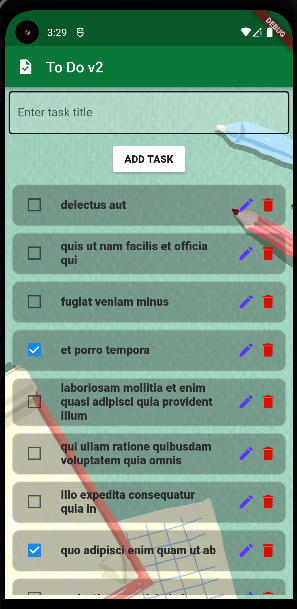 3:29
DEBUG
To Do v2
Enter task title
ADD TASK
delectus aut
quis ut nam facilis et officia
qui
fugiat veniam minus
et porro tempora
laboriosam mollitia et enim
quasi adipisci quia provident
illum
qui ullam ratione quibusdam
voluptatem quia omnis
illo expedita consequatur
quia in
quo adipisci enim quam ut ab